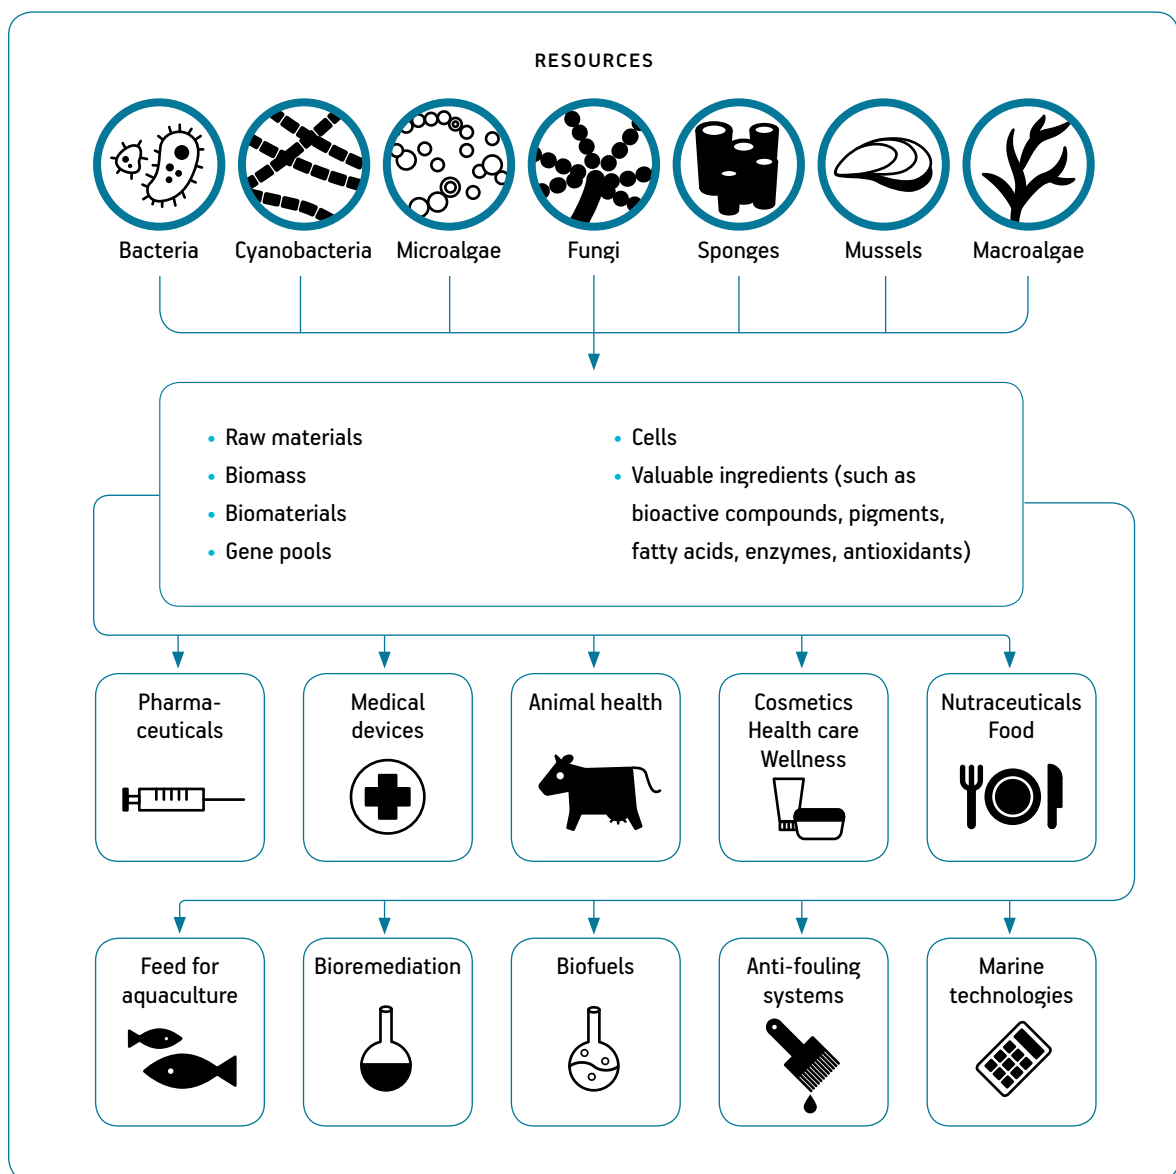 RESOURCES
Bacteria
Cyanobacteria
Microalgae
Fungi
Sponges
Mussels
Macroalgae
• Raw materials
• Biomass
• Biomaterials
• Gene pools
• Cells
• Valuable ingredients (such as
bioactive compounds, pigments,
fatty acids, enzymes, antioxidants)
Pharma-
ceuticals
Medical
devices
Animal health
Cosmetics
Health care
Wellness
Nutraceuticals
Food
Feed for
aquaculture
Bioremediation
Biofuels
Anti-fouling
systems
Marine
technologies